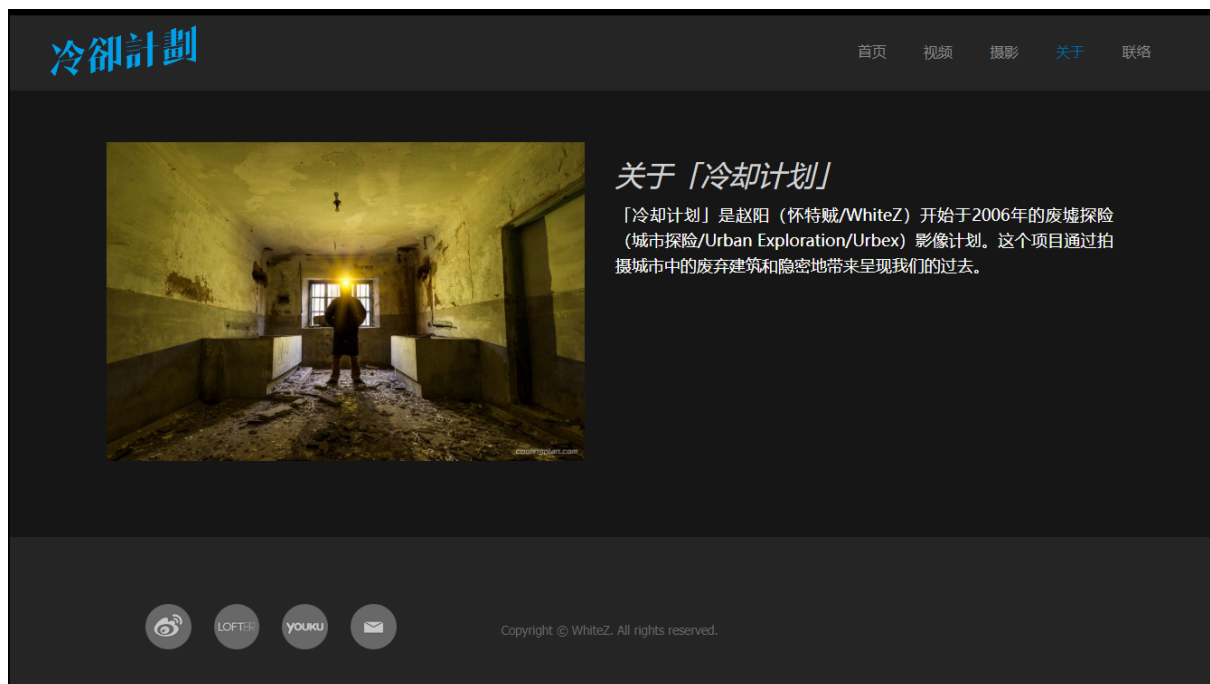 冷卻計劃
首页 视频 摄影 关于 联络
关于「冷却计划」
「冷却计划」是赵阳（怀特贼/WhiteZ）开始于2006年的废墟探险
（城市探险/Urban Exploration/Urbex）影像计划。这个项目通过拍
摄城市中的废弃建筑和隐密地带来呈现我们的过去。
coolingplan.com
LOFTER YOUKU
Copyright © WhiteZ. All rights reserved.